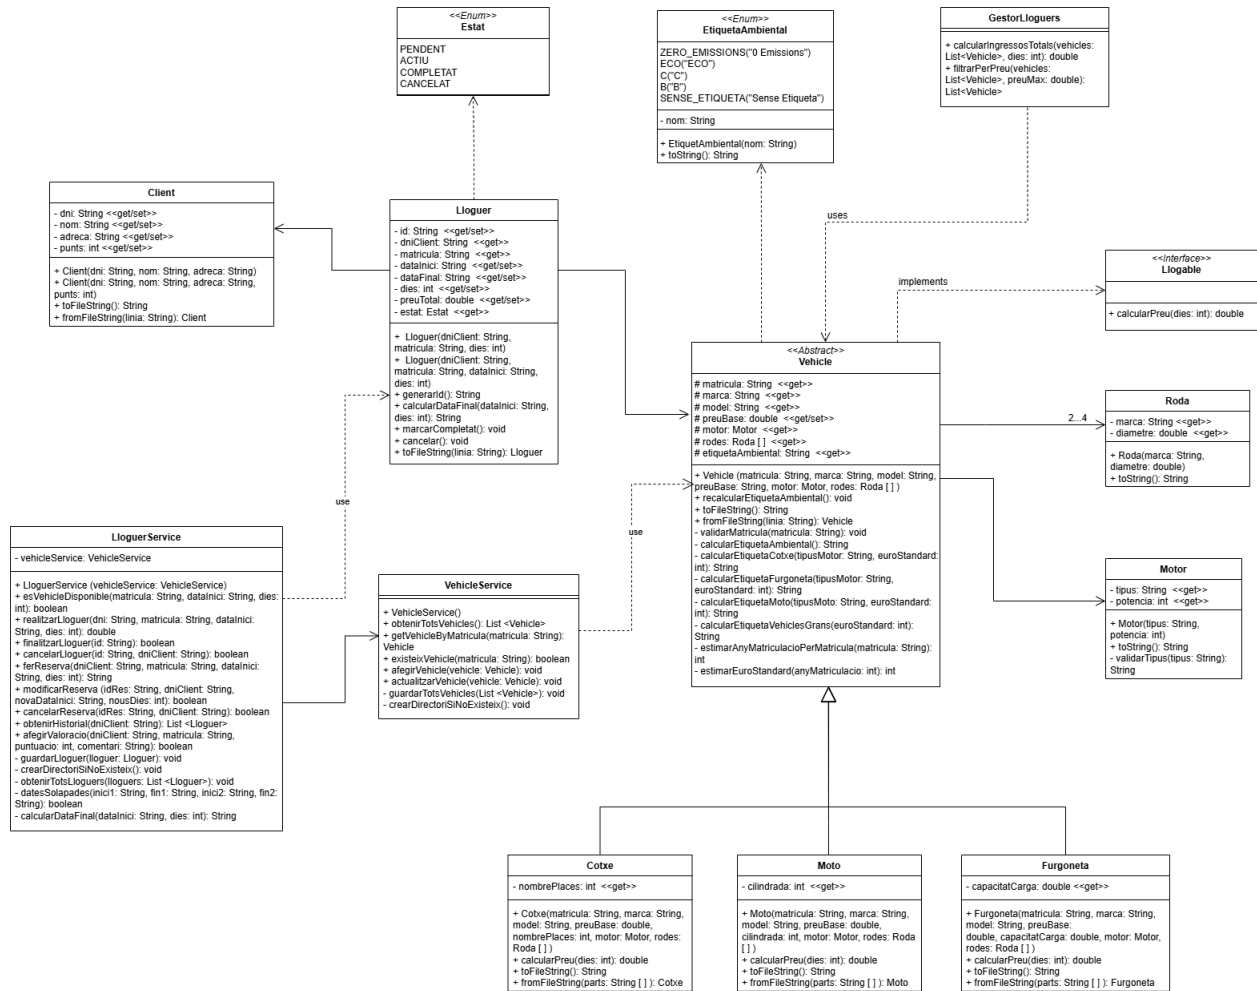 <<Enum>>
Estat
PENDENT
ACTIU
COMPLETAT
CANCELAT
<<Enum>>
EtiquetaAmbiental
ZERO_EMISSIONS("0 Emissions")
ECO("ECO")
C("C")
B("B")
SENSE_ETIQUETA("Sense Etiqueta")
- nom: String
+ EtiquetAmbiental(nom: String)
+ toString(): String
GestorLloguers
+ calcularIngressosTotals(vehicles:
List<Vehicle>, dies: int): double
+ filtrarPerPreu(vehicles:
List<Vehicle>, preuMax: double):
List<Vehicle>
Client
- dni: String <<get/set>>
- nom: String <<get/set>>
- adreca: String <<get/set>>
- punts: int <<get/set>>
+ Client(dni: String, nom: String, adreca: String)
+ Client(dni: String, nom: String, adreca: String,
punts: int)
+ toFileString(): String
+ fromFileString(linia: String): Client
Lloguer
- id: String <<get/set>>
- dniClient: String <<get>>
- matricula: String <<get>>
- dataInici: String <<get/set>>
- dataFinal: String <<get/set>>
- dies: int <<get/set>>
- preuTotal: double <<get/set>>
- estat: Estat <<get>>
+ Lloguer(dniClient: String,
matricula: String, dies: int)
+ Lloguer(dniClient: String,
matricula: String, dataInici: String,
dies: int)
+ generarId(): String
+ calcularDataFinal(dataInici: String,
dies: int): String
+ marcarCompletat(): void
+ cancelar(): void
+ toFileString(linia: String): Lloguer
uses
implements
<<Interface>>
Llogable
+ calcularPreu(dies: int): double
<<Abstract>>
Vehicle
# matricula: String <<get>>
# marca: String <<get>>
# model: String <<get>>
# preuBase: double <<get/set>>
# motor: Motor <<get>>
# rodes: Roda [ ] <<get>>
# etiquetaAmbiental: String <<get>>
+ Vehicle (matricula: String, marca: String, model: String,
preuBase: String, motor: Motor, rodes: Roda [ ] )
+ recalcularEtiquetaAmbiental(): void
+ toFileString(): String
+ fromFileString(linia: String): Vehicle
- validarMatricula(matricula: String): void
- calcularEtiquetaAmbiental(): String
- calcularEtiquetaCotxe(tipusMotor: String, euroStandard:
int): String
- calcularEtiquetaFurgoneta(tipusMotor: String,
euroStandard: int): String
- calcularEtiquetaMoto(tipusMoto: String, euroStandard:
int): String
- calcularEtiquetaVehiclesGrans(euroStandard: int):
String
- estimarAnyMatriculacioPerMatricula(matricula: String):
int
- estimarEuroStandard(anyMatriculacio: int): int
2...4
Roda
- marca: String <<get>>
- diametre: double <<get>>
+ Roda(marca: String,
diametre: double)
+ toString(): String
Motor
- tipus: String <<get>>
- potencia: int <<get>>
+ Motor(tipus: String,
potencia: int)
+ toString(): String
- validarTipus(tipus: String):
String
use
use
LloguerService
- vehicleService: VehicleService
+ LloguerService (vehicleService: VehicleService)
+ esVehicleDisponible(matricula: String, dataInici: String, dies:
int): boolean
+ realitzarLloguer(dni: String, matricula: String, dataInici:
String, dies: int): double
+ finalitzarLloguer(id: String): boolean
+ cancelarLloguer(id: String, dniClient: String): boolean
+ ferReserva(dniClient: String, matricula: String, dataInici:
String, dies: int): String
+ modificarReserva (idRes: String, dniClient: String,
novaDataInici: String, nousDies: int): boolean
+ cancelarReserva(idRes: String, dniClient: String): boolean
+ obtenirHistorial(dniClient: String): List <Lloguer>
+ afegirValoracio(dniClient: String, matricula: String,
puntuacio: int, comentari: String): boolean
- guardarLloguer(lloguer: Lloguer): void
- crearDirectoriSiNoExisteix(): void
- obtenirTotsLloguers(lloguers: List <Lloguer>): void
- datesSolapades(inici1: String, fin1: String, inici2: String, fin2:
String): boolean
- calcularDataFinal(dataInici: String, dies: int): String
VehicleService
+ VehicleService()
+ obtenirTotsVehicles(): List <Vehicle>
+ getVehicleByMatricula(matricula: String):
Vehicle
+ existeixVehicle(matricula: String): boolean
+ afegirVehicle(vehicle: Vehicle): void
+ actualitzarVehicle(vehicle: Vehicle): void
- guardarTotsVehicles(List <Vehicle>): void
- crearDirectoriSiNoExisteix(): void
Cotxe
- nombrePlaces: int <<get>>
+ Cotxe(matricula: String, marca: String,
model: String, preuBase: double,
nombrePlaces: int, motor: Motor, rodes:
Roda [ ] )
+ calcularPreu(dies: int): double
+ toFileString(): String
+ fromFileString(parts: String [ ] ): Cotxe
Moto
- cilindrada: int <<get>>
+ Moto(matricula: String, marca: String,
model: String, preuBase: double,
cilindrada: int, motor: Motor, rodes: Roda
[ ] )
+ calcularPreu(dies: int): double
+ toFileString(): String
+ fromFileString(parts: String [ ] ): Moto
Furgoneta
- capacitatCarga: double <<get>>
+ Furgoneta(matricula: String, marca: String,
model: String, preuBase:
double, capacitatCarga: double, motor: Motor,
rodes: Roda [ ] )
+ calcularPreu(dies: int): double
+ toFileString(): String
+ fromFileString(parts: String [ ] ): Furgoneta